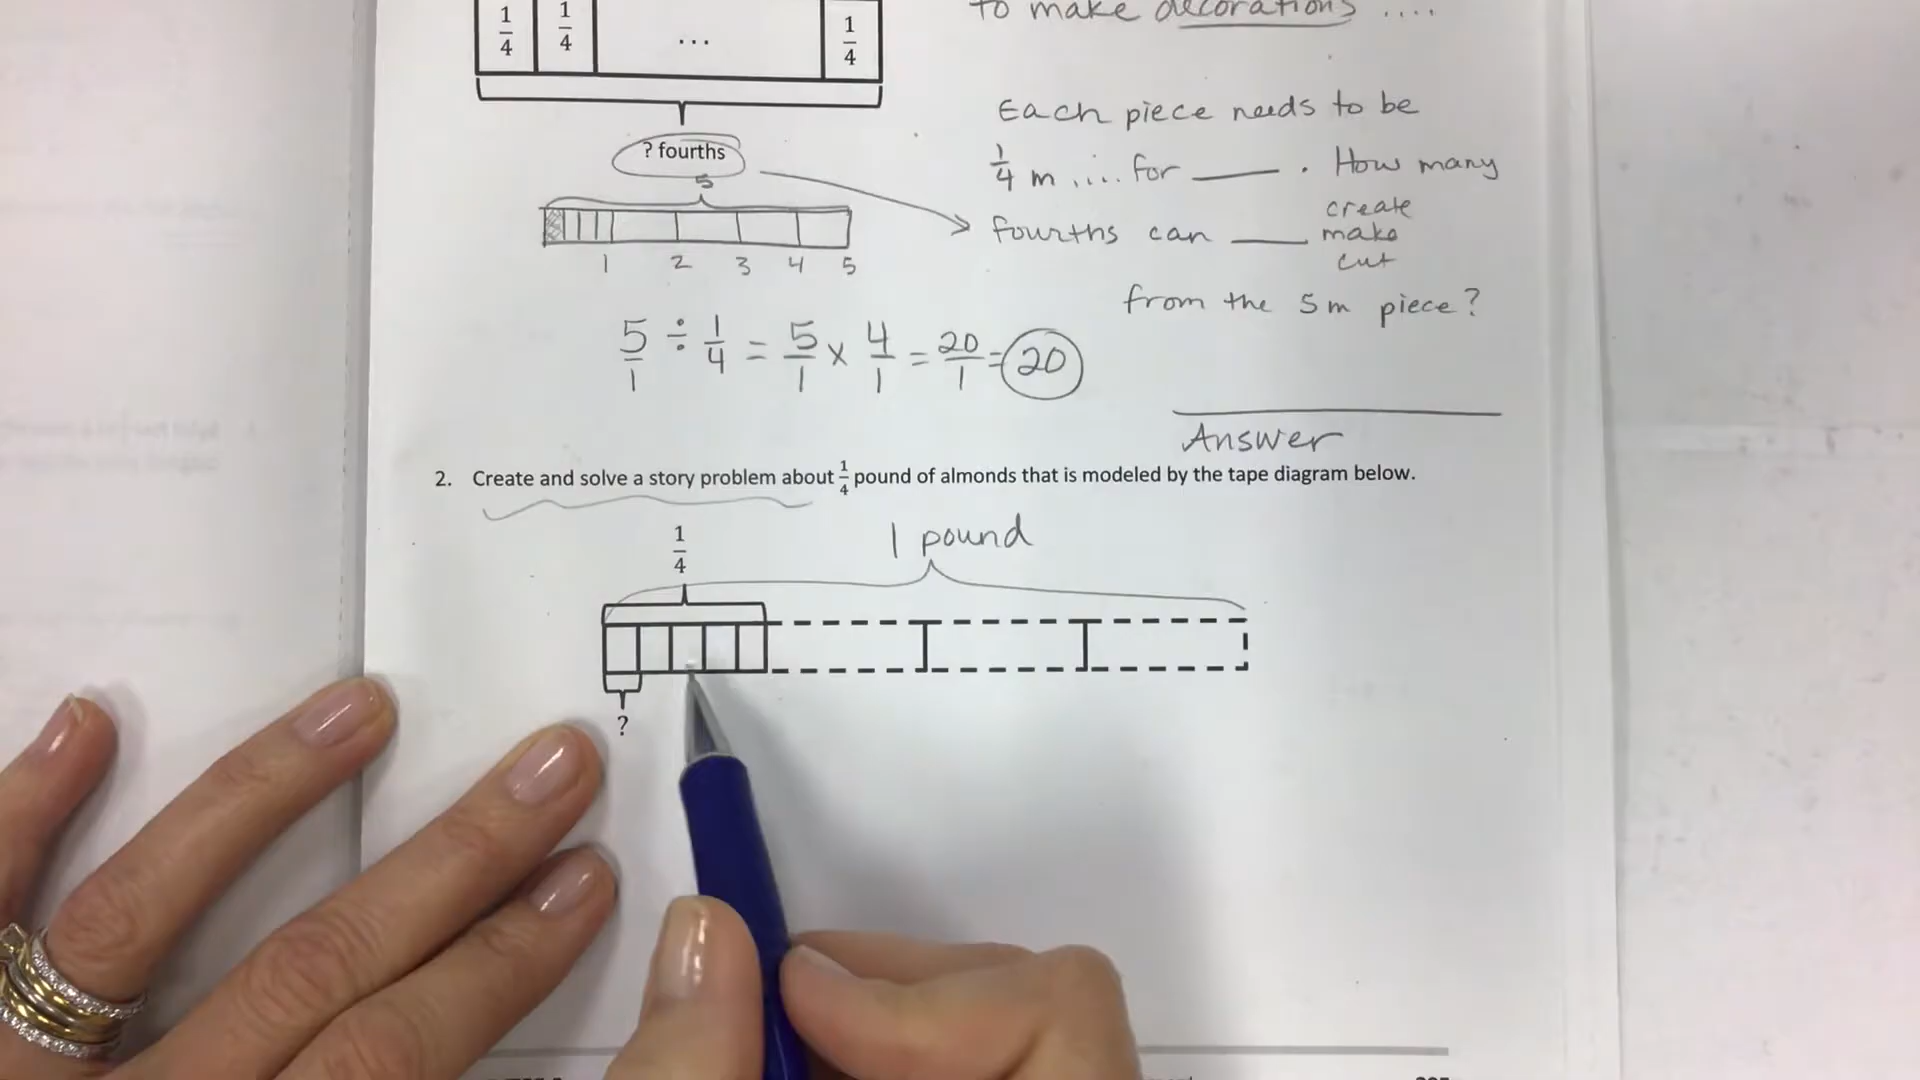 to make decorations ....
1/4 1/4 ... 1/4
? fourths
Each piece needs to be
1/4 m .... for ____ . How many
fourths can ____ create
make
cut
from the 5 m piece?
5
1 2 3 4 5
5/1 ÷ 1/4 = 5/1 x 4/1 = 20/1 = 20
Answer
2. Create and solve a story problem about 1/4 pound of almonds that is modeled by the tape diagram below.
1 pound
1/4
?